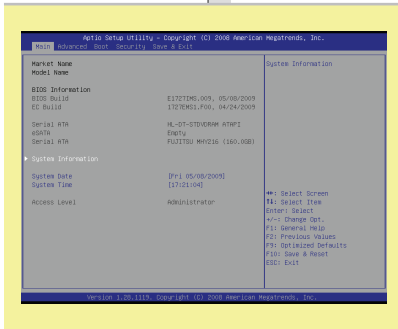 Aptio Setup Utility - Copyright (C) 2008 American Megatrends, Inc.
Main Advanced Boot Security Save & Exit
Market Name
Model Name
System Information
BIOS Information
BIOS Build E1727IMS.009, 05/08/2009
EC Build 1727EMS1.F00, 04/24/2009
Serial ATA HL-DT-STDVDRAM ATAPI
eSATA Empty
Serial ATA FUJITSU MHY216 (160.0GB)
System Information
System Date [Fri 05/08/2009]
System Time [17:21:04]
Access Level Administrator
: Select Screen
: Select Item
Enter: Select
+/-: Change Opt.
F1: General Help
F2: Previous Values
F9: Optimized Defaults
F10: Save & Reset
ESC: Exit
Version 1.28.1119. Copyright (C) 2008 American Megatrends, Inc.